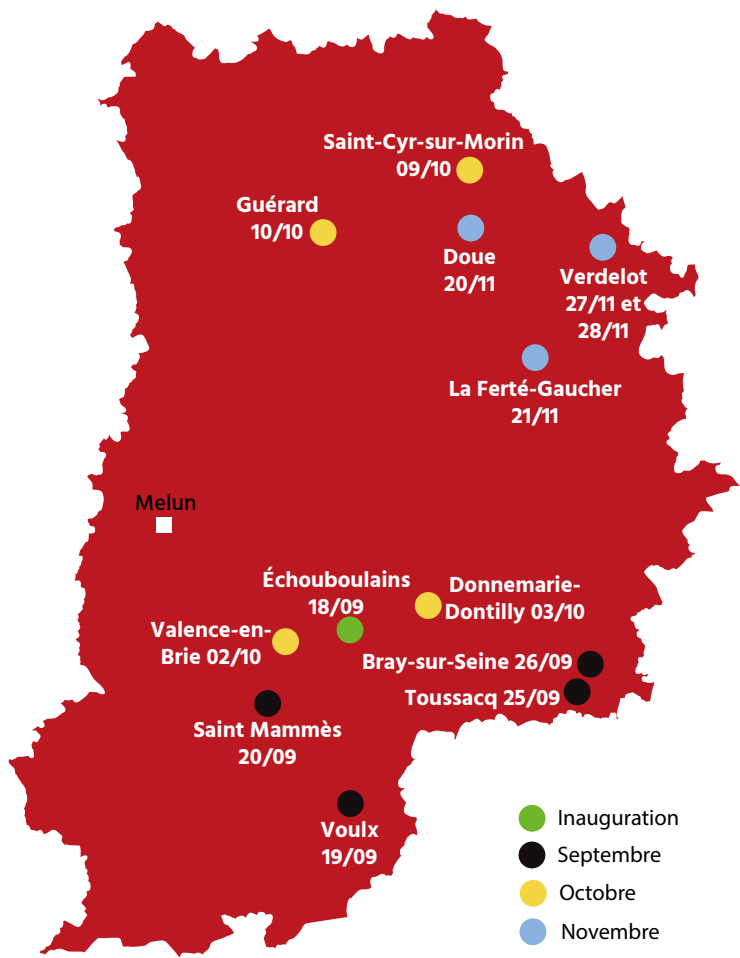 Saint-Cyr-sur-Morin
09/10
Guérard
10/10
Doue
20/11
Verdelot
27/11 et
28/11
La Ferté-Gaucher
21/11
Melun
Échouboulains
18/09
Donnemarie-
Dontilly 03/10
Valence-en-
Brie 02/10
Bray-sur-Seine 26/09
Toussacq 25/09
Saint Mammès
20/09
Voulx
19/09
Inauguration
Septembre
Octobre
Novembre